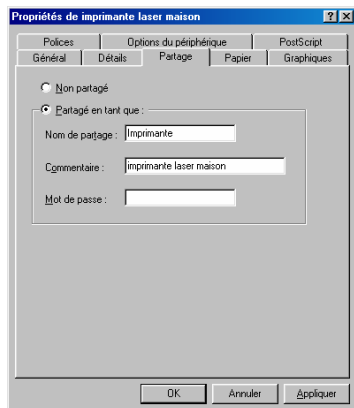 Propriétés de imprimante laser maison
Polices Options du périphérique PostScript
Général Détails Partage Papier Graphiques
Non partagé
Partagé en tant que :
Nom de partage : Imprimante
Commentaire : imprimante laser maison
Mot de passe :
OK Annuler Appliquer